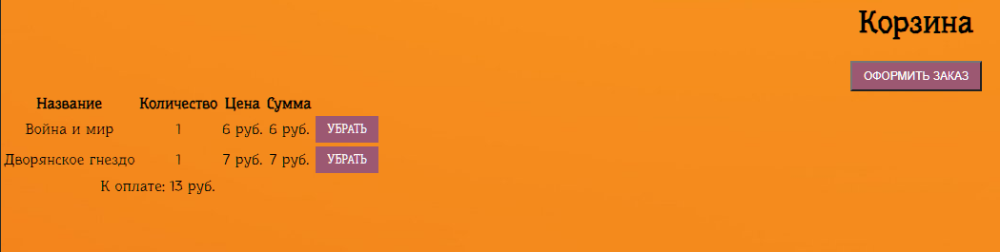 Корзина
ОФОРМИТЬ ЗАКАЗ
Название Количество Цена Сумма
Война и мир 1 6 руб. 6 руб. УБРАТЬ
Дворянское гнездо 1 7 руб. 7 руб. УБРАТЬ
К оплате: 13 руб.